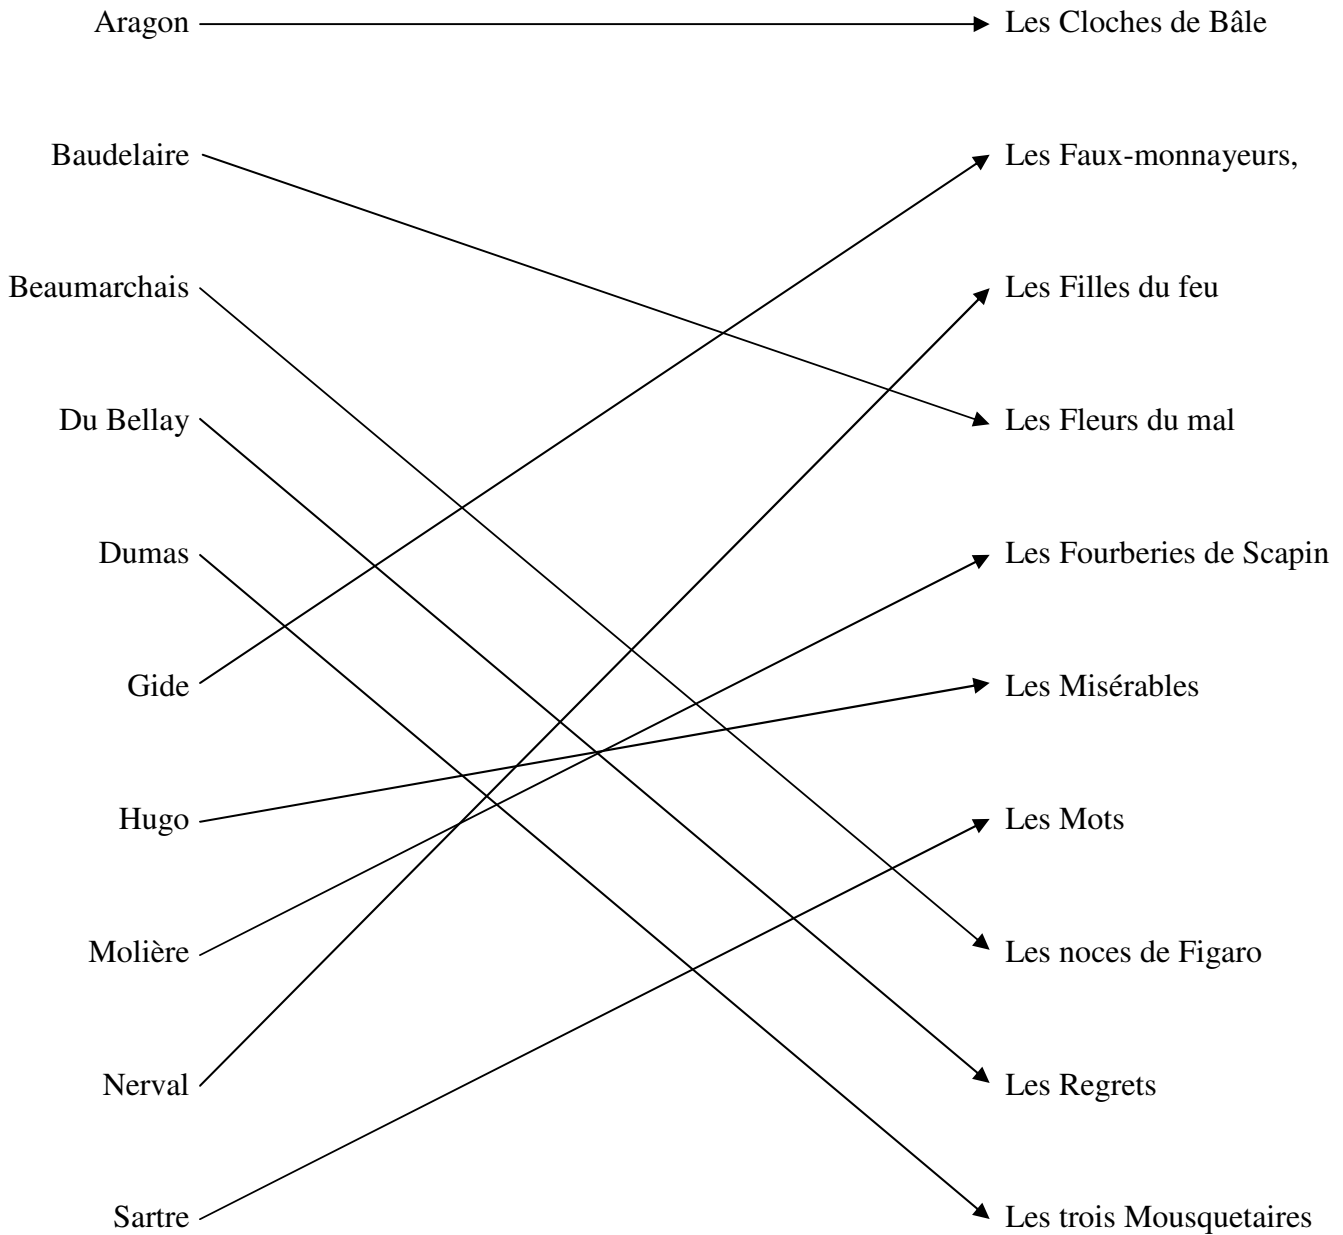 Aragon Les Cloches de Bâle
Baudelaire Les Faux-monnayeurs,
Beaumarchais Les Filles du feu
Du Bellay Les Fleurs du mal
Dumas Les Fourberies de Scapin
Gide Les Misérables
Hugo Les Mots
Molière Les noces de Figaro
Nerval Les Regrets
Sartre Les trois Mousquetaires